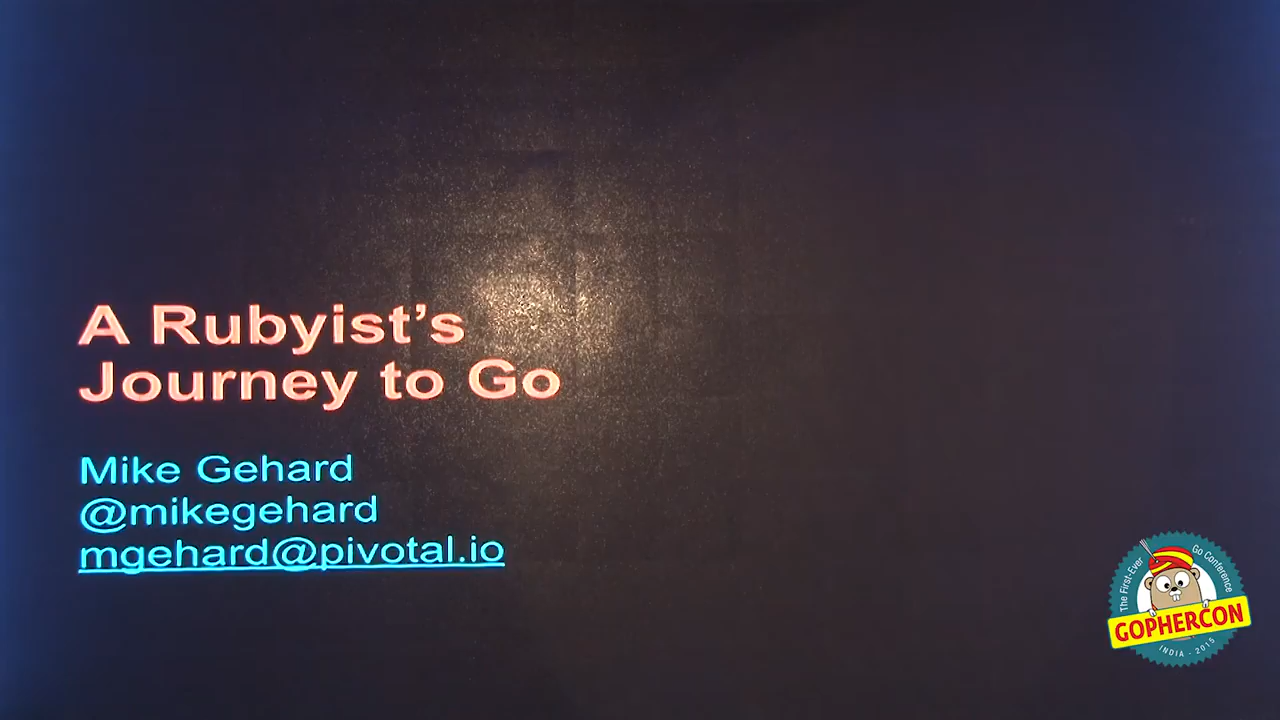 A Rubyist’s
Journey to Go
Mike Gehard
@mikegehard
mgehard@pivotal.io
The First-Ever
Go Conference
GOPHERCON
INDIA - 2015